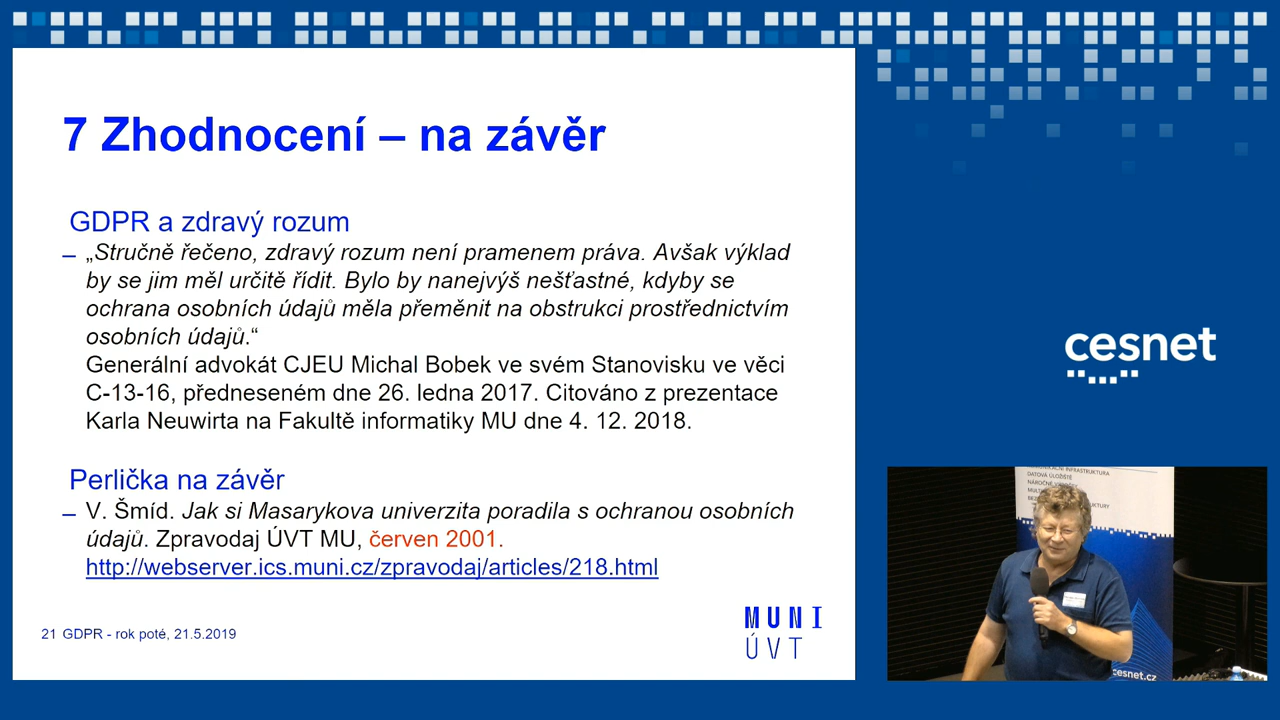 7 Zhodnocení – na závěr
GDPR a zdravý rozum
– „Stručně řečeno, zdravý rozum není pramenem práva. Avšak výklad
by se jim měl určitě řídit. Bylo by nanejvýš nešťastné, kdyby se
ochrana osobních údajů měla přeměnit na obstrukci prostřednictvím
osobních údajů.“
Generální advokát CJEU Michal Bobek ve svém Stanovisku ve věci
C-13-16, předneseném dne 26. ledna 2017. Citováno z prezentace
Karla Neuwirta na Fakultě informatiky MU dne 4. 12. 2018.
Perlička na závěr
– V. Šmíd. Jak si Masarykova univerzita poradila s ochranou osobních
údajů. Zpravodaj ÚVT MU, červen 2001.
http://webserver.ics.muni.cz/zpravodaj/articles/218.html
21 GDPR - rok poté, 21.5.2019
MUNI
ÚVT
cesnet
INFRASTRUKTURA
DATOVÁ ÚLOŽIŠTĚ
cesnet.cz